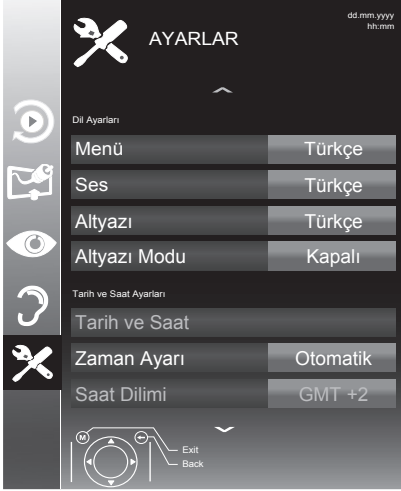 AYARLAR
dd.mm.yyyy
hh:mm
Dil Ayarları
Menü Türkçe
Ses Türkçe
Altyazı Türkçe
Altyazı Modu Kapalı
Tarih ve Saat Ayarları
Tarih ve Saat
Zaman Ayarı Otomatik
Saat Dilimi GMT +2
M
Exit
Back